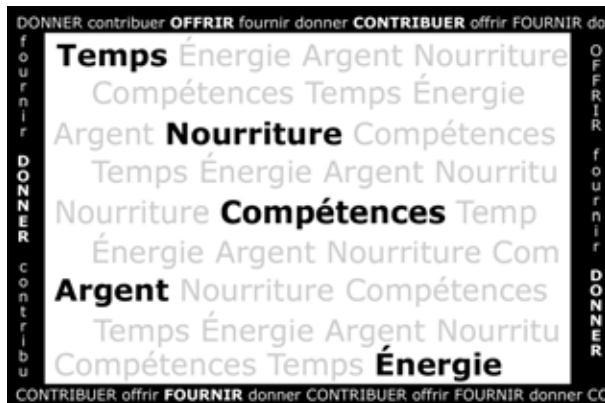 DONNER contribuer OFFRIR fournir donner CONTRIBUER offrir FOURNIR do
fournir DONNER contribu
Temps Énergie Argent Nourriture
Compétences Temps Énergie
Argent Nourriture Compétences
Temps Énergie Argent Nourritu
Nourriture Compétences Temp
Énergie Argent Nourriture Com
Argent Nourriture Compétences
Temps Énergie Argent Nourritu
Compétences Temps Énergie
OFFRIR fournir DONNER
CONTRIBUER offrir FOURNIR donner CONTRIBUER offrir FOURNIR donner CO